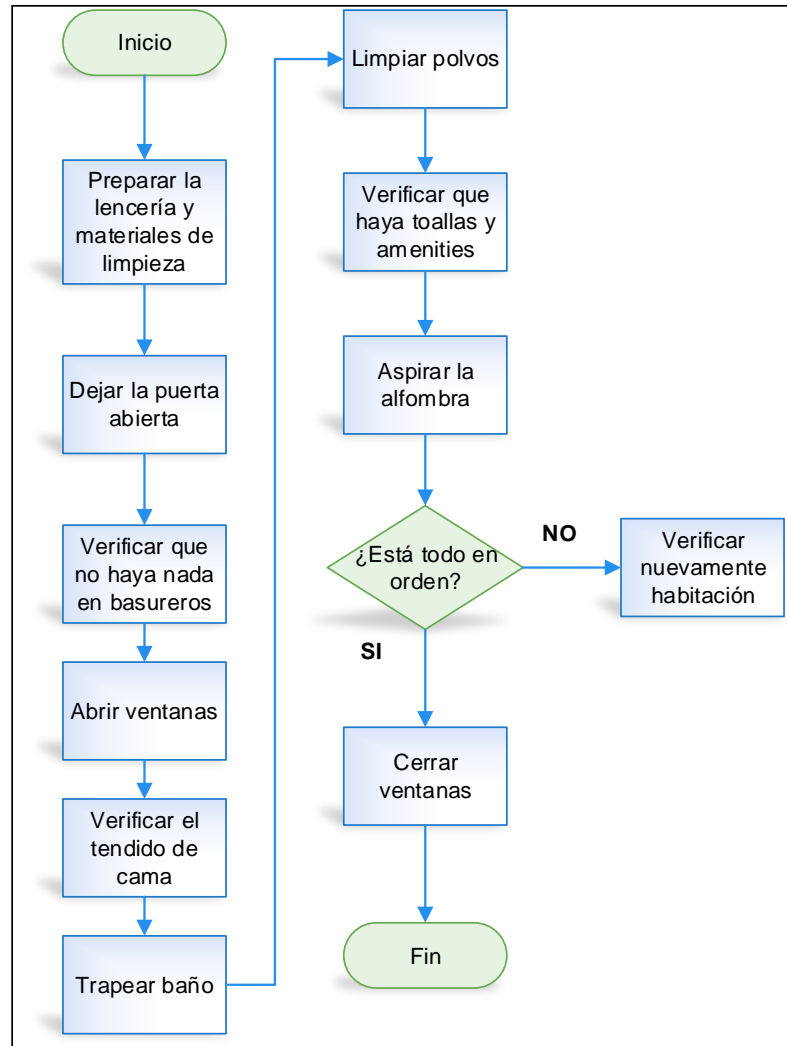 Inicio
Preparar la
lencería y
materiales de
limpieza
Dejar la puerta
abierta
Verificar que
no haya nada
en basureros
Abrir ventanas
Verificar el
tendido de
cama
Trapear baño
Limpiar polvos
Verificar que
haya toallas y
amenities
Aspirar la
alfombra
¿Está todo en
orden?
NO
Verificar
nuevamente
habitación
SI
Cerrar
ventanas
Fin